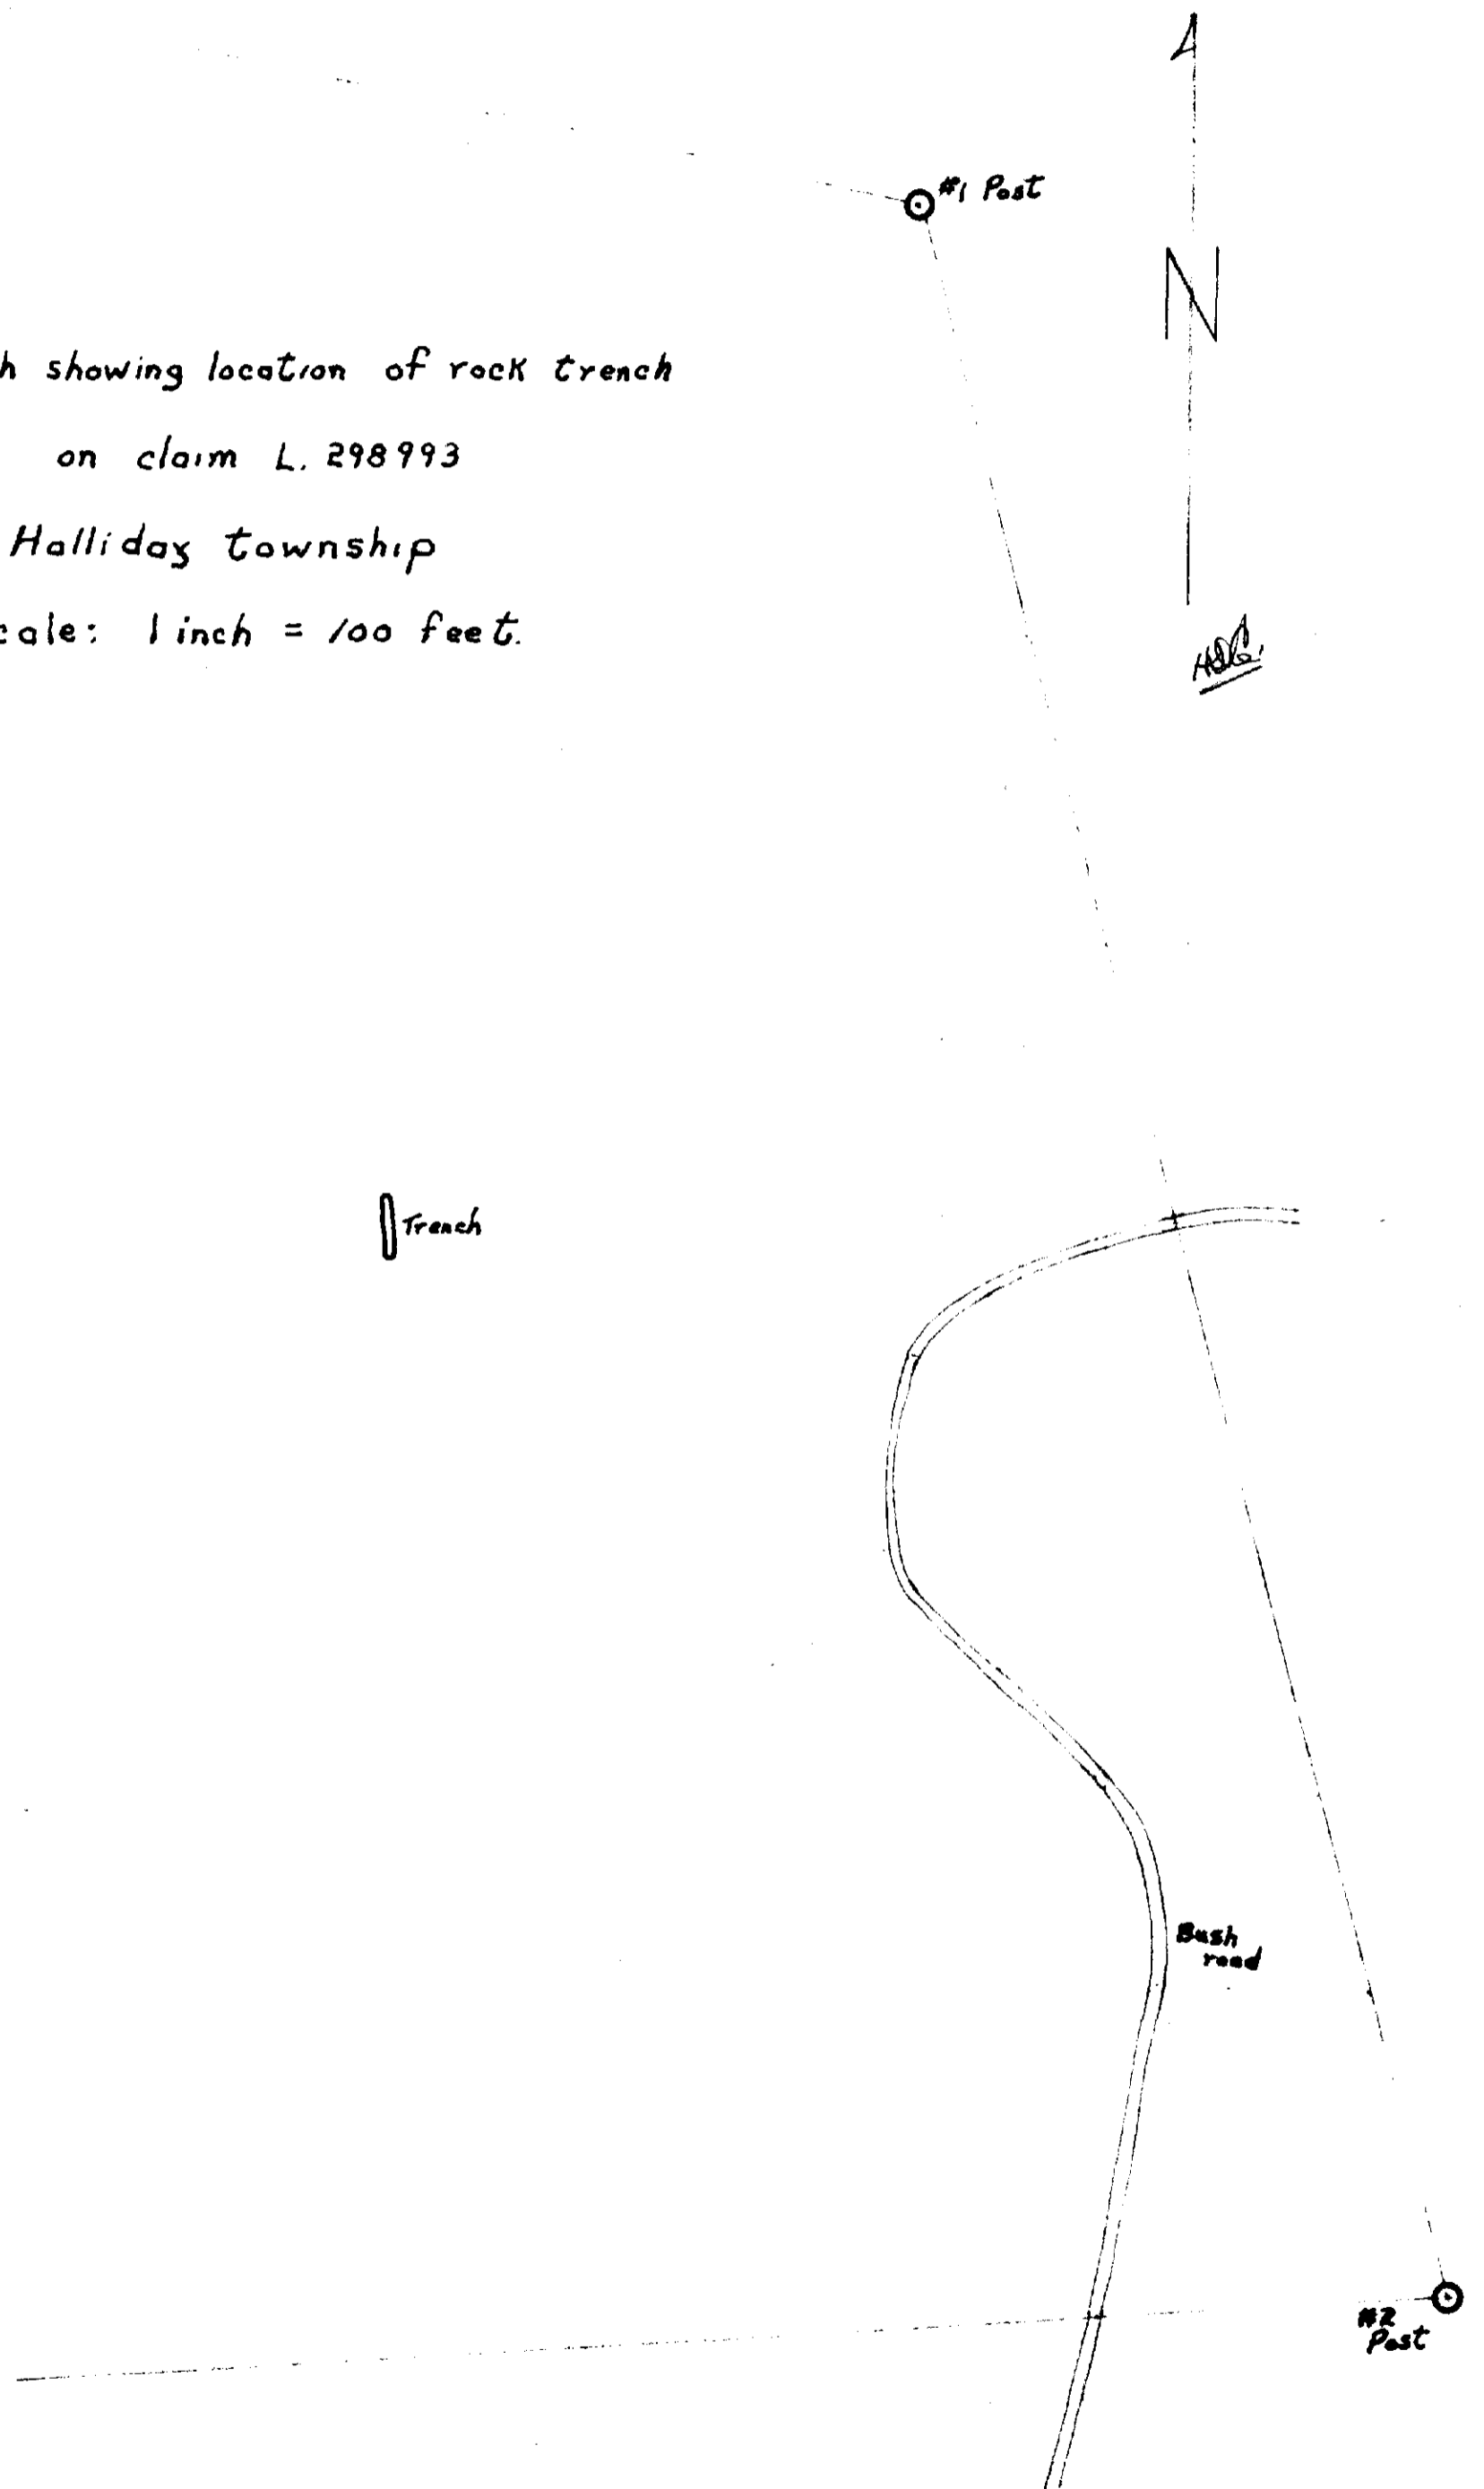 #1 Post
N
h showing location of rock trench
on claim L. 298993
Halliday township
cale: 1 inch = 100 feet.
Trench
Bush
road
#2
Post